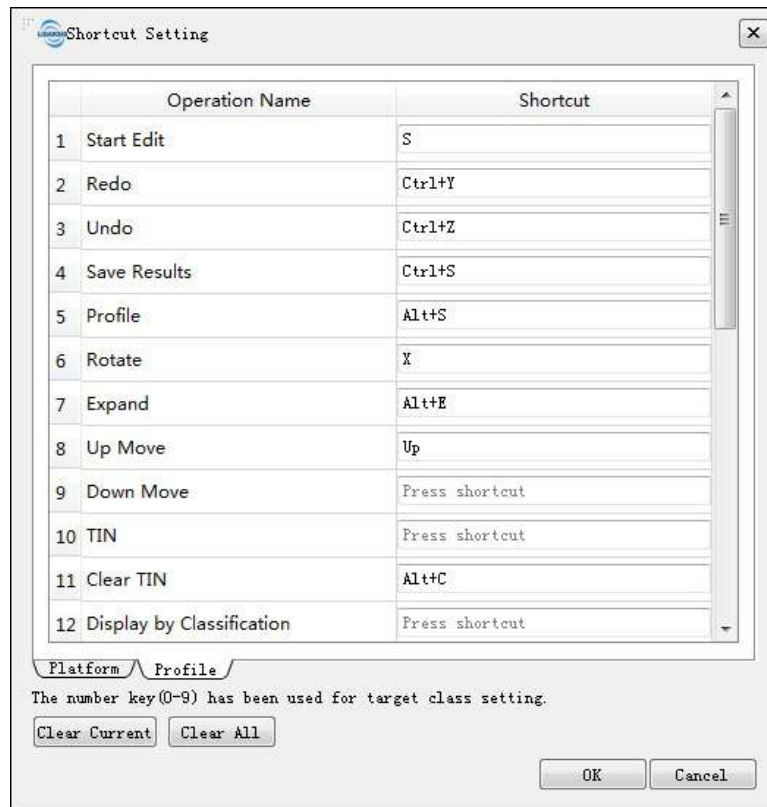 Shortcut Setting
Operation Name Shortcut
1 Start Edit S
2 Redo Ctrl+Y
3 Undo Ctrl+Z
4 Save Results Ctrl+S
5 Profile Alt+S
6 Rotate X
7 Expand Alt+E
8 Up Move Up
9 Down Move Press shortcut
10 TIN Press shortcut
11 Clear TIN Alt+C
12 Display by Classification Press shortcut
Platform Profile
The number key(0-9) has been used for target class setting.
Clear Current Clear All
OK Cancel